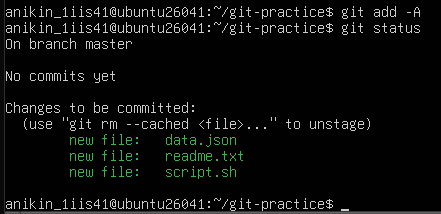 anikin_1iis41@ubuntu26041:~/git-practice$ git add -A
anikin_1iis41@ubuntu26041:~/git-practice$ git status
On branch master

No commits yet

Changes to be committed:
  (use "git rm --cached <file>..." to unstage)
        new file:   data.json
        new file:   readme.txt
        new file:   script.sh

anikin_1iis41@ubuntu26041:~/git-practice$ _